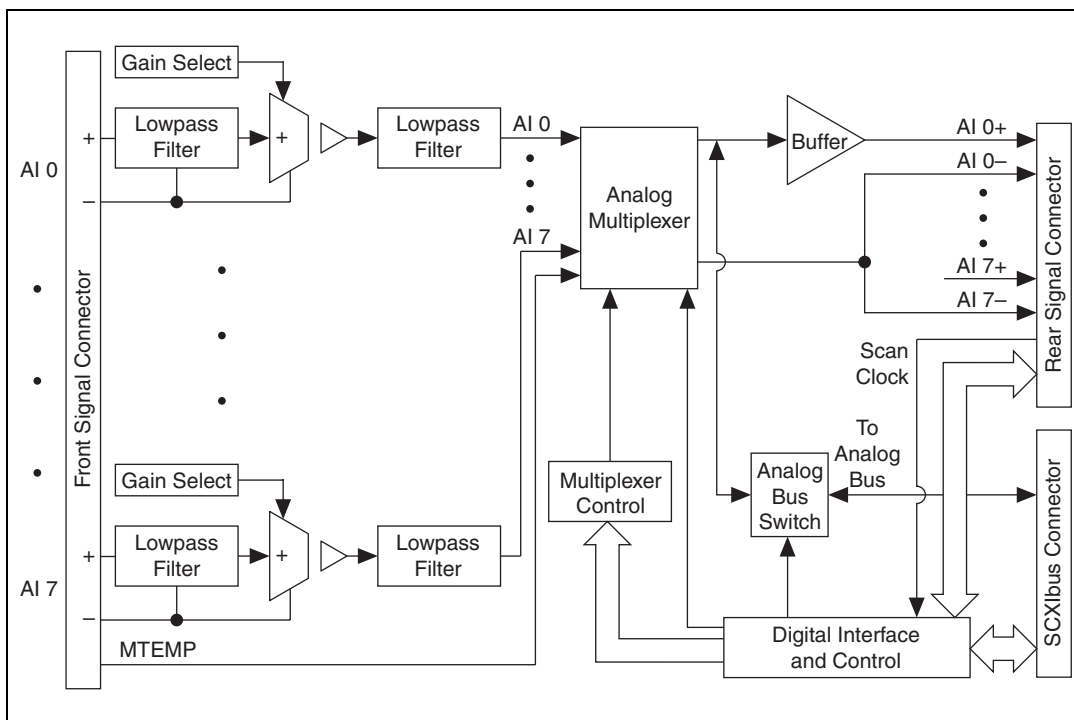 Gain Select
Lowpass
Filter
+
+
Lowpass
Filter
AI 0
−
AI 0
Analog
Multiplexer
AI 7
Buffer
AI 0+
AI 0–
AI 7+
AI 7–
Rear Signal Connector
Front Signal Connector
Scan
Clock
To
Analog
Bus
Gain Select
Multiplexer
Control
Analog
Bus
Switch
SCXIbus Connector
+
Lowpass
Filter
+
Lowpass
Filter
AI 7
−
MTEMP
Digital Interface
and Control